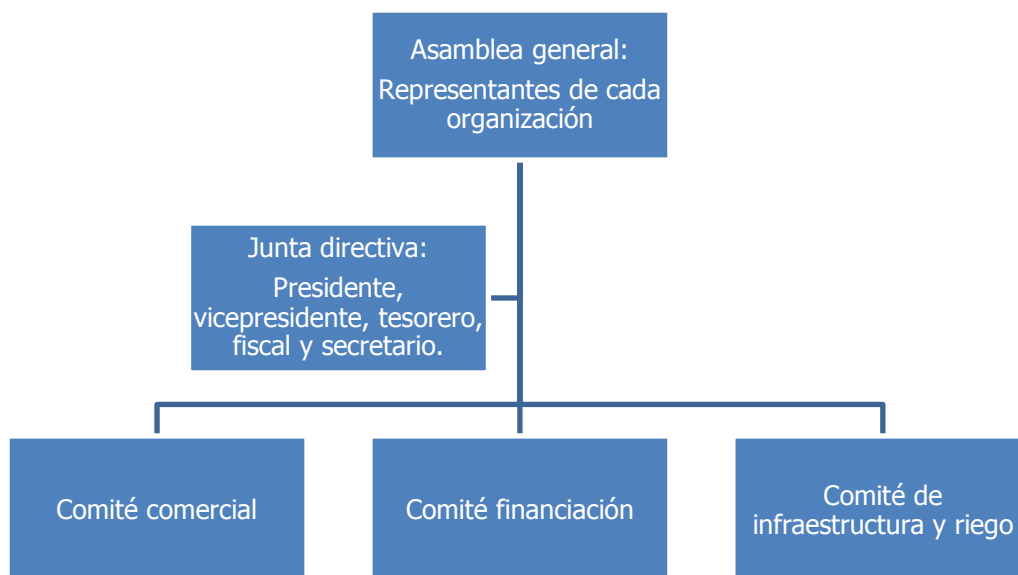 Asamblea general:
Representantes de cada
organización
Junta directiva:
Presidente,
vicepresidente, tesorero,
fiscal y secretario.
Comité comercial
Comité financiación
Comité de
infraestructura y riego